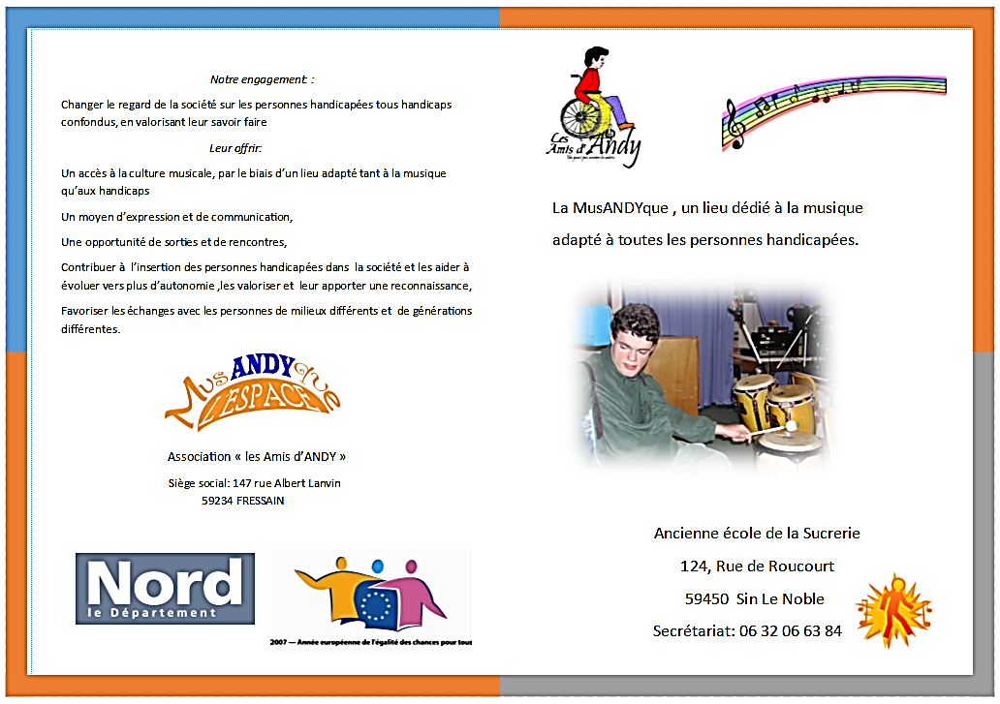 Notre engagement :
Changer le regard de la société sur les personnes handicapées tous handicaps
confondus, en valorisant leur savoir faire
Leur offrir:
Un accès à la culture musicale, par le biais d’un lieu adapté tant à la musique
qu’aux handicaps
Un moyen d’expression et de communication,
Une opportunité de sorties et de rencontres,
Contribuer à l’insertion des personnes handicapées dans la société et les aider à
évoluer vers plus d’autonomie ,les valoriser et leur apporter une reconnaissance,
Favoriser les échanges avec les personnes de milieux différents et de générations
différentes.
MusANDYque
L'ESPACE
Association « les Amis d’ANDY »
Siège social: 147 rue Albert Lanvin
59234 FRESSAIN
Nord
le Département
2007 — Année européenne de l'égalité des chances pour tous
Les
Amis d'Andy
La MusANDYque , un lieu dédié à la musique
adapté à toutes les personnes handicapées.
Ancienne école de la Sucrerie
124, Rue de Roucourt
59450 Sin Le Noble
Secrétariat: 06 32 06 63 84